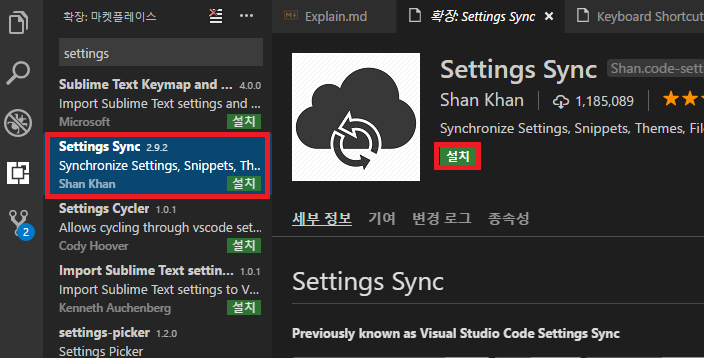 확장: 마켓플레이스
settings
Sublime Text Keymap and ... 4.0.0
Import Sublime Text settings and ...
Microsoft 설치
Settings Sync 2.9.2
Synchronize Settings, Snippets, Th...
Shan Khan 설치
Settings Cycler 1.0.1
Allows cycling through vscode set...
Cody Hoover 설치
Import Sublime Text settin... 1.0.1
Import Sublime Text settings to V...
Kenneth Auchenberg 설치
settings-picker 1.2.0
Settings Picker
2
Explain.md
확장: Settings Sync
Keyboard Shortcut
Settings Sync Shan.code-sett
Shan Khan 1,185,089
Synchronize Settings, Snippets, Themes, File
설치
세부 정보 기여 변경 로그 종속성
Settings Sync
Previously known as Visual Studio Code Settings Sync